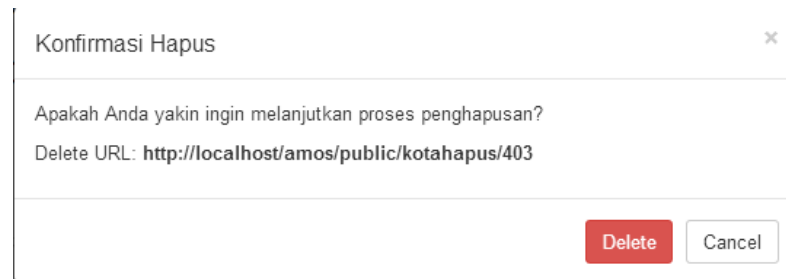 Konfirmasi Hapus
×
Apakah Anda yakin ingin melanjutkan proses penghapusan?
Delete URL: http://localhost/amos/public/kotahapus/403
Delete Cancel